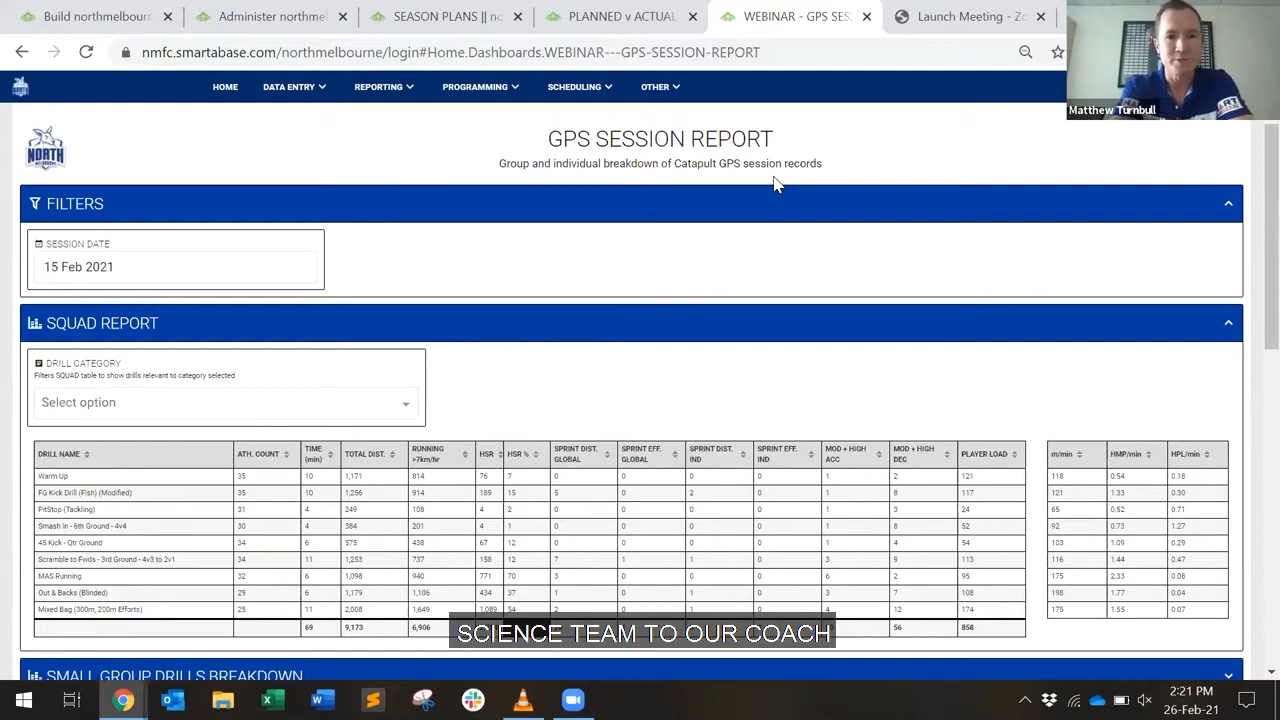 Build northmelbourn
Administer northmel
SEASON PLANS || no
PLANNED v ACTUAL
WEBINAR - GPS SES
Launch Meeting - Zo
nmfc.smartabase.com/northmelbourne/login#Home.Dashboards.WEBINAR---GPS-SESSION-REPORT
HOME DATA ENTRY REPORTING PROGRAMMING SCHEDULING OTHER
Matthew Turnbull
NORTH
GPS SESSION REPORT
Group and individual breakdown of Catapult GPS session records
FILTERS
SESSION DATE
15 Feb 2021
SQUAD REPORT
DRILL CATEGORY
Filters SQUAD table to show drills relevant to category selected
Select option
DRILL NAME ATH. COUNT TIME (min) TOTAL DIST. RUNNING >7km/hr HSR HSR % SPRINT DIST. GLOBAL SPRINT EFF. GLOBAL SPRINT DIST. IND SPRINT EFF. IND MOD + HIGH ACC MOD + HIGH DEC PLAYER LOAD m/min HMP/min HPL/min
Warm Up 35 10 1,171 814 76 7 0 0 0 0 1 2 121 118 0.54 0.18
FG Kick Drill (Fish) (Modified) 35 10 1,256 914 189 15 5 0 2 0 1 8 117 121 1.33 0.30
PitStop (Tackling) 31 4 249 108 4 2 0 0 0 0 1 3 24 65 0.52 0.71
Smash In - 6th Ground - 4v4 30 4 384 201 4 1 0 0 0 0 1 8 52 92 0.73 1.27
45 Kick - Qtr Ground 34 6 575 438 67 12 0 0 0 0 1 4 54 103 1.09 0.29
Scramble to Fwds - 3rd Ground - 4v3 to 2v1 34 11 1,253 737 158 12 7 1 1 0 3 9 113 116 1.44 0.47
MAS Running 32 6 1,098 940 771 70 3 0 0 0 6 2 95 175 2.33 0.08
Out & Backs (Blinded) 29 6 1,179 1,106 434 37 1 0 1 0 3 7 108 198 1.77 0.04
Mixed Bag (300m, 200m Efforts) 25 11 2,008 1,649 1,089 54 2 0 1 0 4 12 174 175 1.55 0.07
69 9,173 6,906 56 858
SCIENCE TEAM TO OUR COACH
SMALL GROUP DRILLS BREAKDOWN
2:21 PM
26-Feb-21